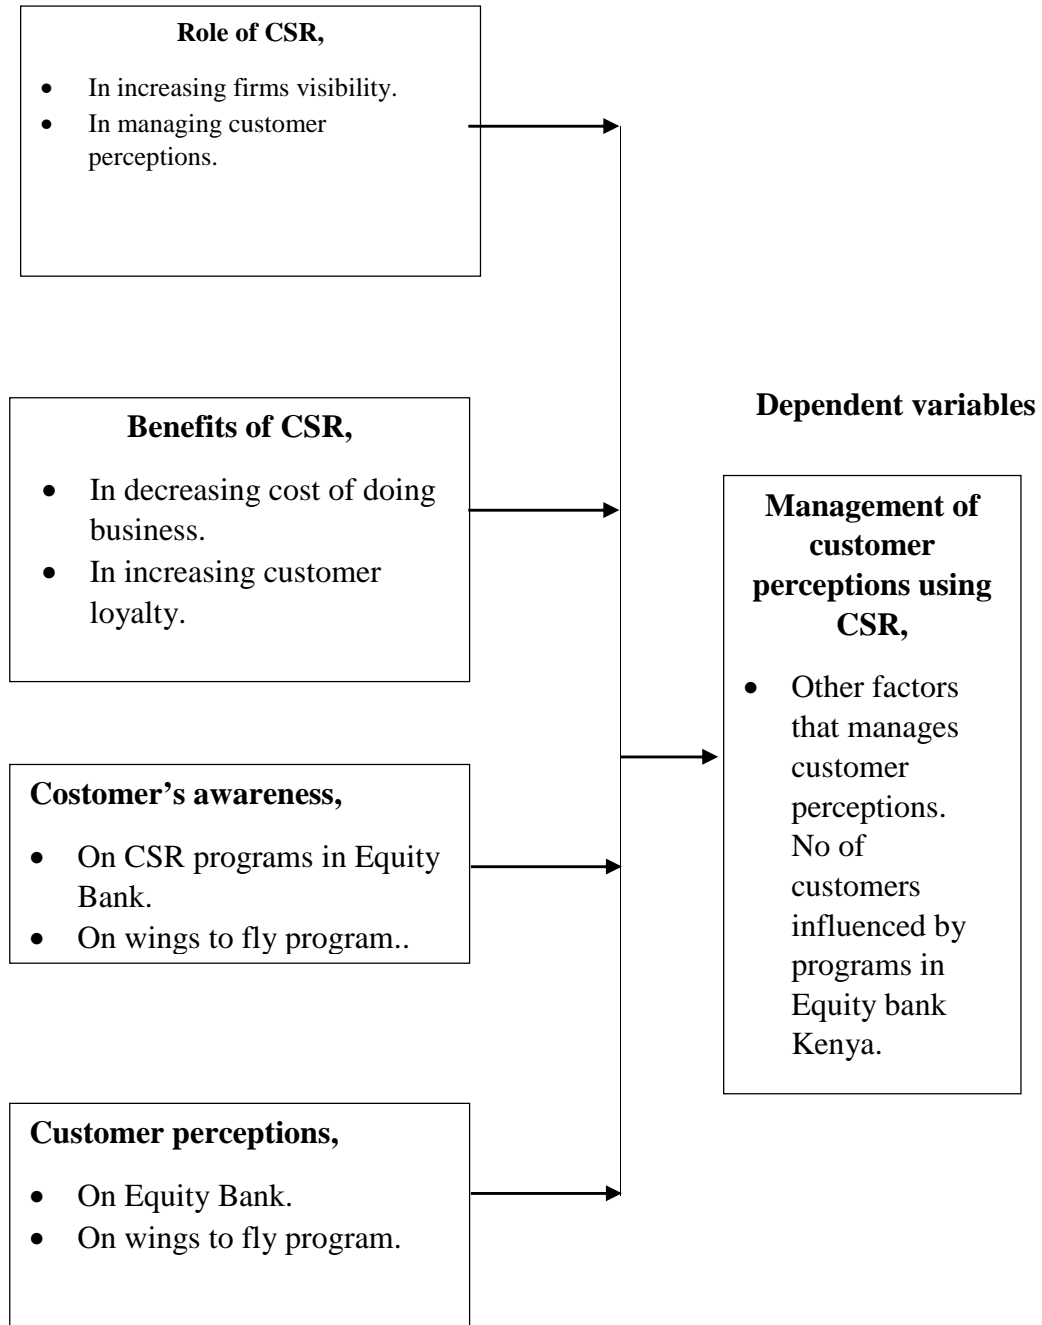 Role of CSR,
• In increasing firms visibility.
• In managing customer
perceptions.
Benefits of CSR,
• In decreasing cost of doing
business.
• In increasing customer
loyalty.
Costomer’s awareness,
• On CSR programs in Equity
Bank.
• On wings to fly program..
Customer perceptions,
• On Equity Bank.
• On wings to fly program.
Dependent variables
Management of
customer
perceptions using
CSR,
• Other factors
that manages
customer
perceptions.
No of
customers
influenced by
programs in
Equity bank
Kenya.